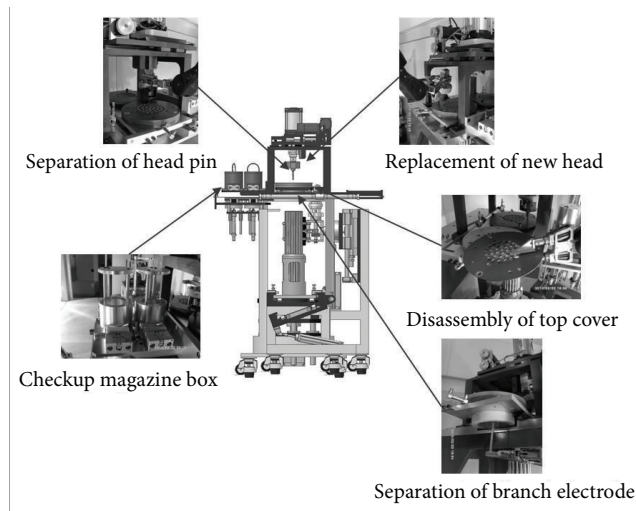 Separation of head pin
Replacement of new head
Disassembly of top cover
Checkup magazine box
Separation of branch electrode